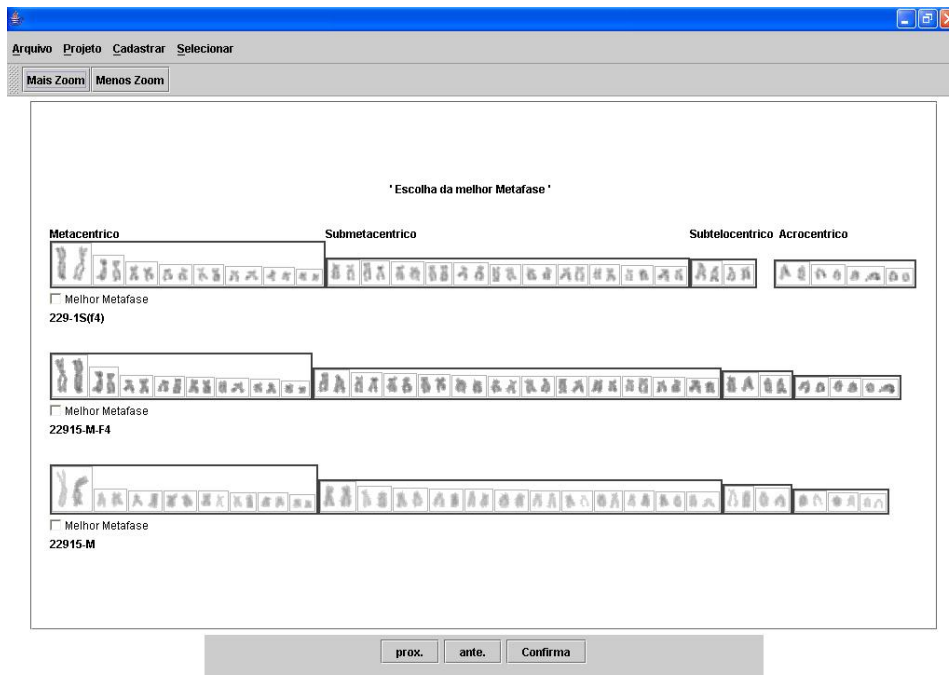 Arquivo Projeto Cadastrar Selecionar
Mais Zoom Menos Zoom
' Escolha da melhor Metafase '
Metacentrico Submetacentrico Subtelocentrico Acrocentrico
Melhor Metafase
229-1S(f4)
Melhor Metafase
22915-M-F4
Melhor Metafase
22915-M
prox. ante. Confirma